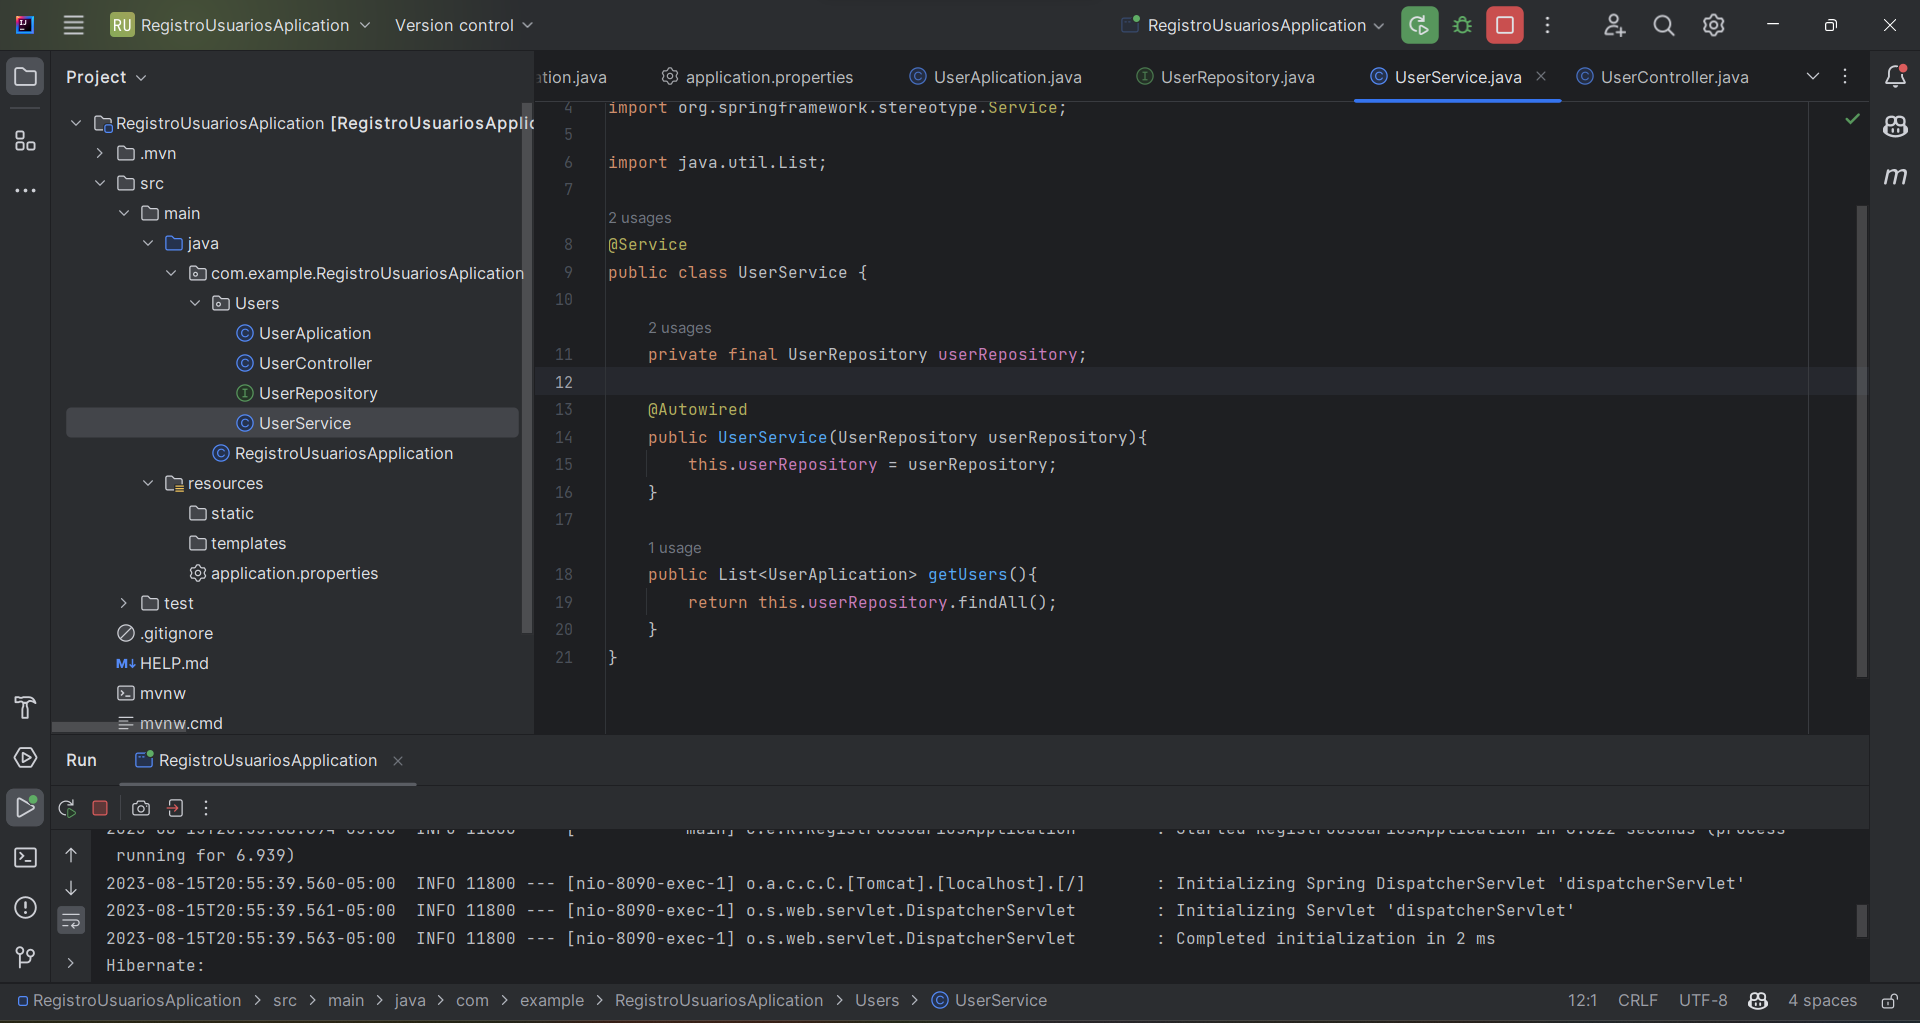 RU RegistroUsuariosAplication Version control RegistroUsuariosApplication
Project
tion.java application.properties UserAplication.java UserRepository.java UserService.java UserController.java
RegistroUsuariosAplication [RegistroUsuariosApplic
.mvn
src
main
java
com.example.RegistroUsuariosAplication
Users
UserAplication
UserController
UserRepository
UserService
RegistroUsuariosApplication
resources
static
templates
application.properties
test
.gitignore
M↓ HELP.md
mvnw
mvnw.cmd
4 import org.springframework.stereotype.Service;
5
6 import java.util.List;
7
2 usages
8 @Service
9 public class UserService {
10
2 usages
11 private final UserRepository userRepository;
12
13 @Autowired
14 public UserService(UserRepository userRepository){
15 this.userRepository = userRepository;
16 }
17
1 usage
18 public List<UserAplication> getUsers(){
19 return this.userRepository.findAll();
20 }
21 }
m
Run RegistroUsuariosApplication
running for 6.939)
2023-08-15T20:55:39.560-05:00 INFO 11800 --- [nio-8090-exec-1] o.a.c.c.C.[Tomcat].[localhost].[/] : Initializing Spring DispatcherServlet 'dispatcherServlet'
2023-08-15T20:55:39.561-05:00 INFO 11800 --- [nio-8090-exec-1] o.s.web.servlet.DispatcherServlet : Initializing Servlet 'dispatcherServlet'
2023-08-15T20:55:39.563-05:00 INFO 11800 --- [nio-8090-exec-1] o.s.web.servlet.DispatcherServlet : Completed initialization in 2 ms
Hibernate:
RegistroUsuariosAplication > src > main > java > com > example > RegistroUsuariosAplication > Users > UserService 12:1 CRLF UTF-8 4 spaces